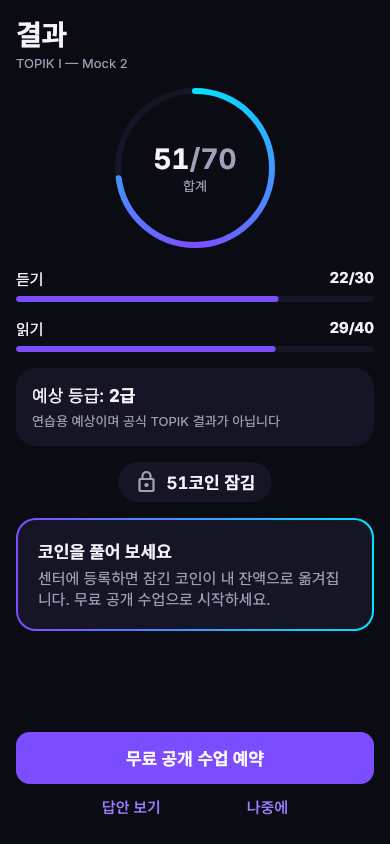 결과
TOPIK I — Mock 2
51/70
합계
듣기 22/30
읽기 29/40
예상 등급: 2급
연습용 예상이며 공식 TOPIK 결과가 아닙니다
51코인 잠김
코인을 풀어 보세요
센터에 등록하면 잠긴 코인이 내 잔액으로 옮겨집
니다. 무료 공개 수업으로 시작하세요.
무료 공개 수업 예약
답안 보기 나중에